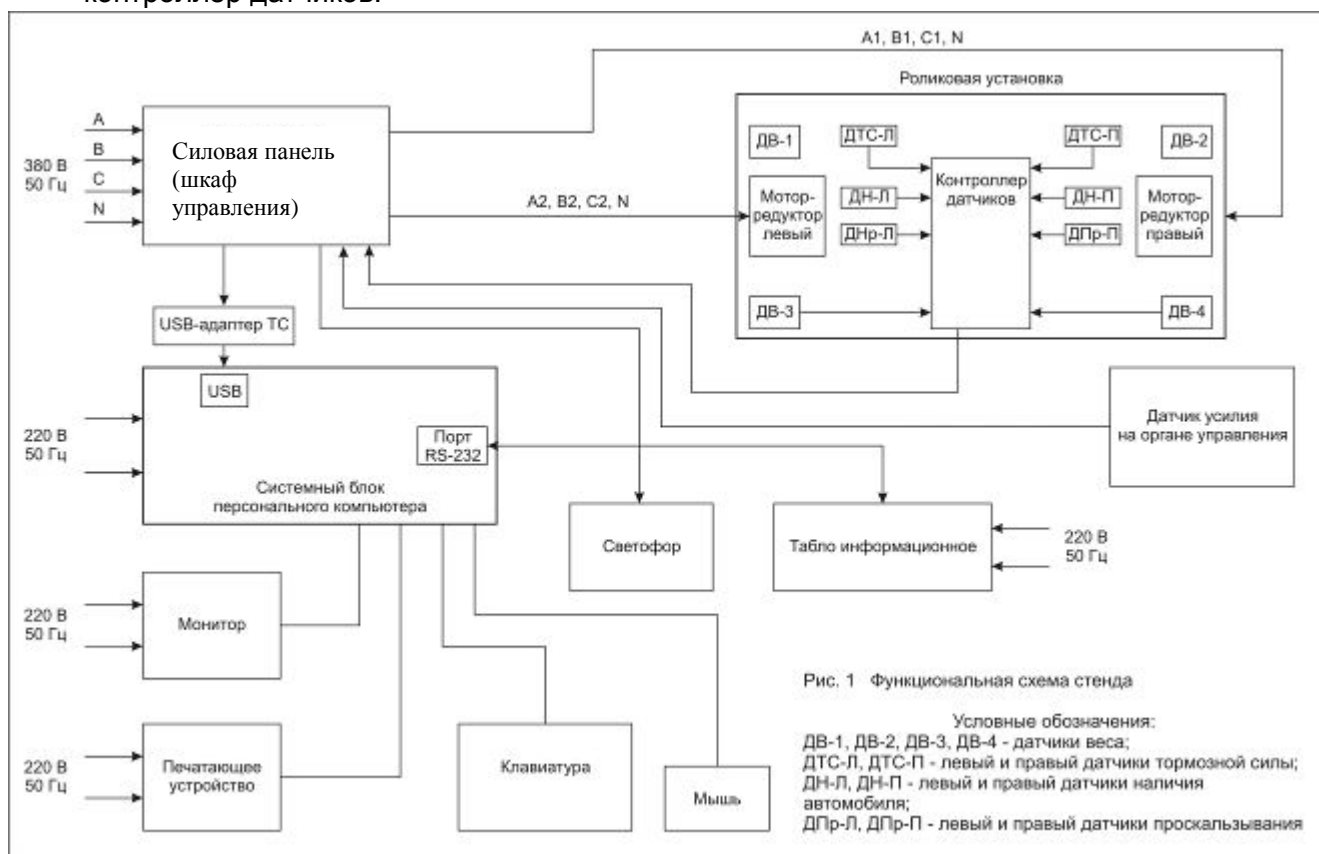 контроллер датчиков.
A1, B1, C1, N
Роликовая установка
A
B
C
N
380 В
50 Гц
Силовая панель
(шкаф
управления)
A2, B2, C2, N
ДВ-1
ДТС-Л
ДТС-П
ДВ-2
Мотор-
редуктор
левый
ДН-Л
ДНр-Л
Контроллер
датчиков
ДН-П
ДПр-П
Мотор-
редуктор
правый
ДВ-3
ДВ-4
USB-адаптер ТС
USB
220 В
50 Гц
Порт
RS-232
Системный блок
персонального компьютера
Датчик усилия
на органе управления
Светофор
Табло информационное
220 В
50 Гц
220 В
50 Гц
Монитор
220 В
50 Гц
Печатающее
устройство
Клавиатура
Мышь
Рис. 1 Функциональная схема стенда
Условные обозначения:
ДВ-1, ДВ-2, ДВ-3, ДВ-4 - датчики веса;
ДТС-Л, ДТС-П - левый и правый датчики тормозной силы;
ДН-Л, ДН-П - левый и правый датчики наличия
автомобиля;
ДПр-Л, ДПр-П - левый и правый датчики проскальзывания